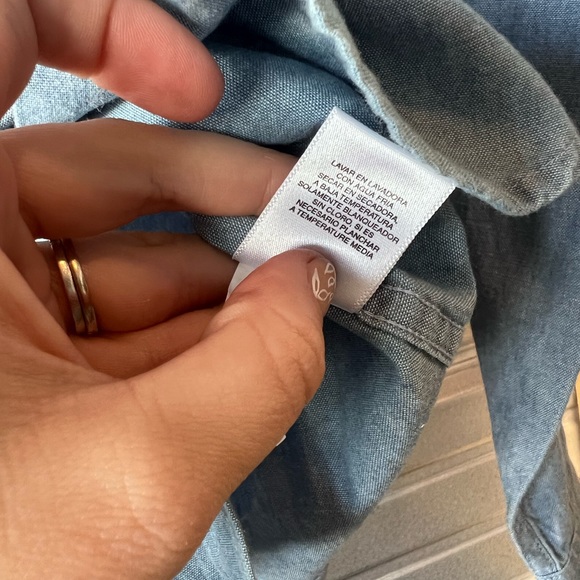 LAVAR EN LAVADORA
CON AGUA FRIA
SECAR EN SECADORA,
A BAJA TEMPERATURA
SOLAMENTE BLANQUEADOR
SIN CLORO, SI ES
NECESARIO PLANCHAR
A TEMPERATURE MEDIA